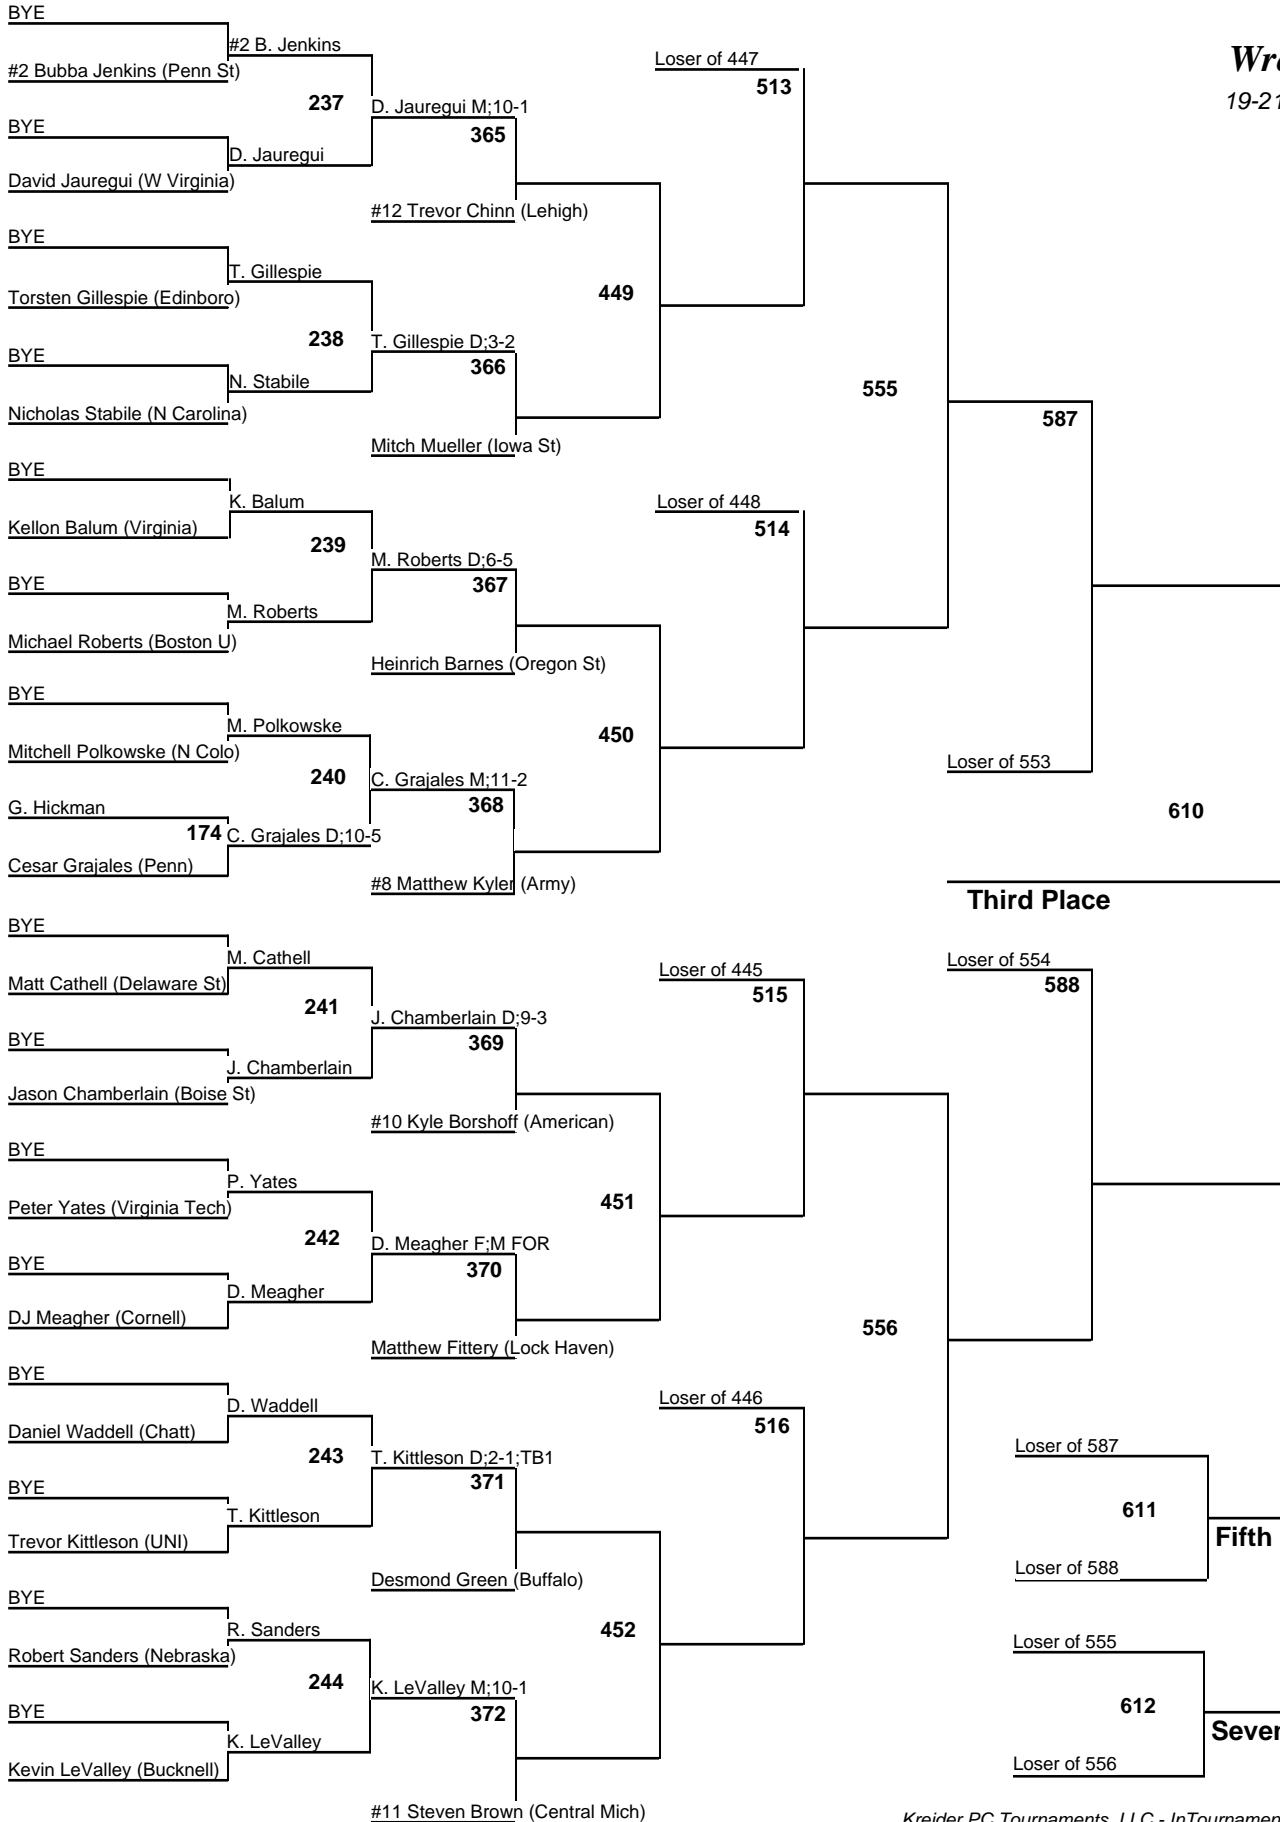 BYE
#2 B. Jenkins
#2 Bubba Jenkins (Penn St)
237
D. Jauregui M;10-1
365
BYE
D. Jauregui
David Jauregui (W Virginia)
#12 Trevor Chinn (Lehigh)
BYE
T. Gillespie
Torsten Gillespie (Edinboro)
449
238
T. Gillespie D;3-2
366
BYE
N. Stabile
Nicholas Stabile (N Carolina)
Mitch Mueller (Iowa St)
Loser of 447
513
19-21
555
587
BYE
K. Balum
Kellon Balum (Virginia)
239
M. Roberts D;6-5
367
BYE
M. Roberts
Michael Roberts (Boston U)
Heinrich Barnes (Oregon St)
Loser of 448
514
BYE
M. Polkowske
Mitchell Polkowske (N Colo)
450
240
C. Grajales M;11-2
368
G. Hickman
174
C. Grajales D;10-5
Cesar Grajales (Penn)
#8 Matthew Kyler (Army)
Loser of 553
610
Third Place
BYE
M. Cathell
Matt Cathell (Delaware St)
241
J. Chamberlain D;9-3
369
BYE
J. Chamberlain
Jason Chamberlain (Boise St)
#10 Kyle Borshoff (American)
Loser of 445
515
Loser of 554
588
BYE
P. Yates
Peter Yates (Virginia Tech)
451
242
D. Meagher F;M FOR
370
BYE
D. Meagher
DJ Meagher (Cornell)
Matthew Fittery (Lock Haven)
556
BYE
D. Waddell
Daniel Waddell (Chatt)
243
T. Kittleson D;2-1;TB1
371
BYE
T. Kittleson
Trevor Kittleson (UNI)
Desmond Green (Buffalo)
Loser of 446
516
Loser of 587
611
Fifth
Loser of 588
BYE
R. Sanders
Robert Sanders (Nebraska)
452
244
K. LeValley M;10-1
372
BYE
K. LeValley
Kevin LeValley (Bucknell)
#11 Steven Brown (Central Mich)
Loser of 555
612
Loser of 556
Kreider PC Tournaments, LLC - InTournamen